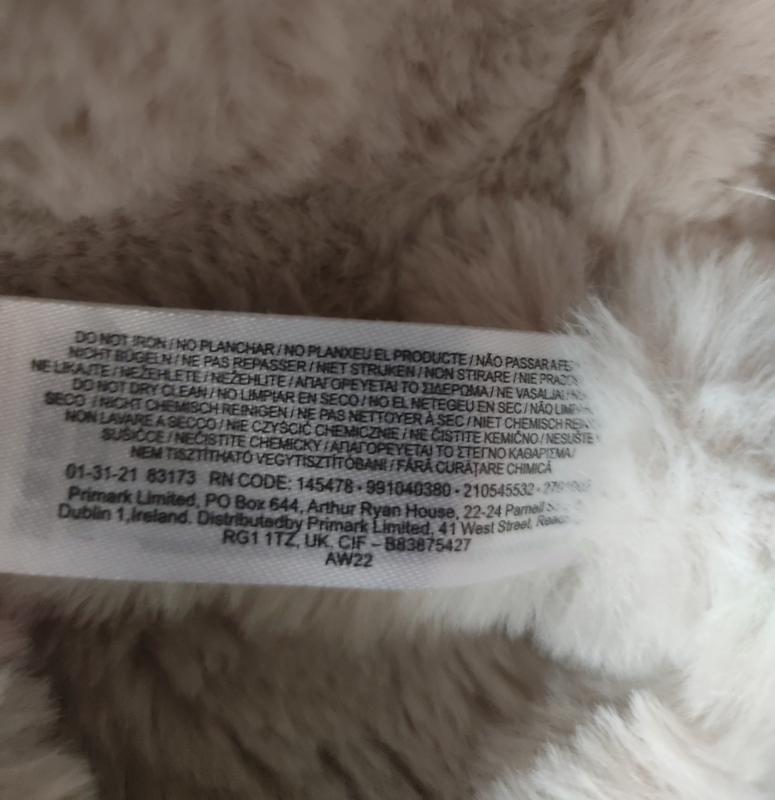 DO NOT IRON / NO PLANCHAR / NO PLANXEU EL PRODUCTE / NÃO PASSAR A
NICHT BÜGELN / NE PAS REPASSER / NIET STRIJKEN / NON STIRARE / NIE
NE LIKAJTE / NEŽEHLETE / NEŽEHLITE / ΑΠΑΓΟΡΕΥΕΤΑΙ ΤΟ ΣΙΔΕΡΩΜΑ / NE VASALJA /
DO NOT DRY CLEAN / NO LIMPIAR EN SECO / NO EL NETEGEU EN SEC / NÃO
SECO / NICHT CHEMISCH REINIGEN / NE PAS NETTOYER À SEC / NIET CHEMISCH
NON LAVARE A SECCO / NIE CZYŚCIĆ CHEMICZNIE / NE ČISTITE KEMIČNO / NESUŠTE
SUŠIČCE / NEČISTITE CHEMICKY / ΑΠΑΓΟΡΕΥΕΤΑΙ ΤΟ ΣΤΕΓΝΟ ΚΑΘΑΡΙΣΜΑ /
NEM TISZTÍTHATÓ VEGYTISZTÍTÓBAN / FĂRĂ CURĂȚARE CHIMICĂ
01-31-21 83173 RN CODE: 145478 - 991040380 - 210545532 -
Primark Limited, PO Box 644, Arthur Ryan House, 22-24 Parnell
Dublin 1,Ireland. Distributedby Primark Limited, 41 West Street,
RG1 1TZ, UK. CIF – B83875427
AW22